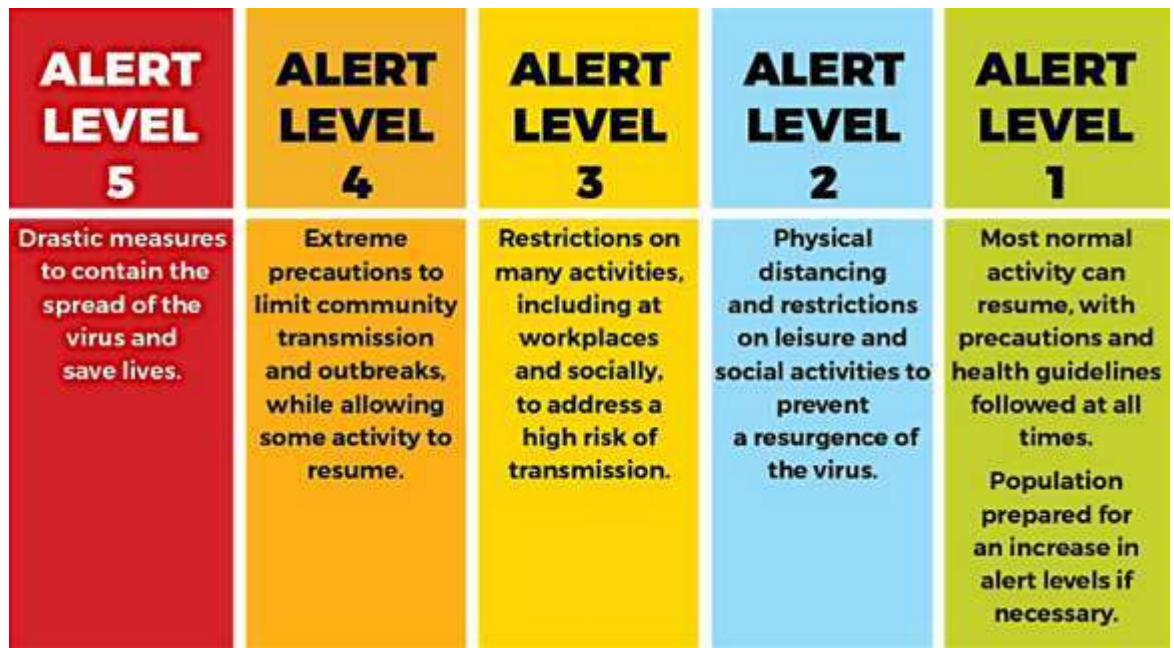 ALERT
LEVEL
5
Drastic measures
to contain the
spread of the
virus and
save lives.
ALERT
LEVEL
4
Extreme
precautions to
limit community
transmission
and outbreaks,
while allowing
some activity to
resume.
ALERT
LEVEL
3
Restrictions on
many activities,
including at
workplaces
and socially,
to address a
high risk of
transmission.
ALERT
LEVEL
2
Physical
distancing
and restrictions
on leisure and
social activities to
prevent
a resurgence of
the virus.
ALERT
LEVEL
1
Most normal
activity can
resume, with
precautions and
health guidelines
followed at all
times.
Population
prepared for
an increase in
alert levels if
necessary.